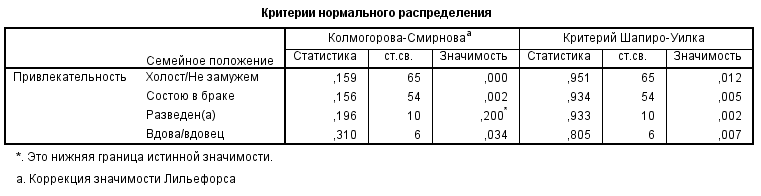 Критерии нормального распределения
Колмогорова-Смирнова a Критерий Шапиро-Уилка
Семейное положение Статистика ст.св. Значимость Статистика ст.св. Значимость
Привлекательность Холост/Не замужем ,159 65 ,000 ,951 65 ,012
Состою в браке ,156 54 ,002 ,934 54 ,005
Разведен(а) ,196 10 ,200* ,933 10 ,002
Вдова/вдовец ,310 6 ,034 ,805 6 ,007
*. Это нижняя граница истинной значимости.
a. Коррекция значимости Лильефорса